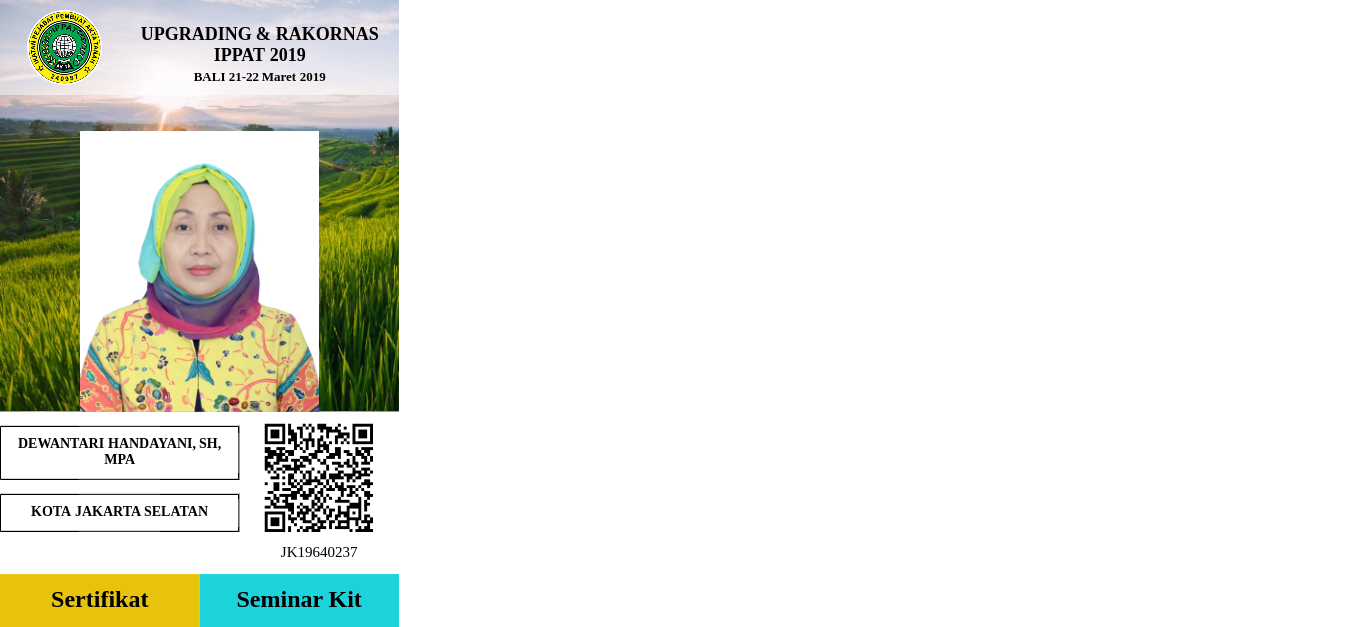 IKATAN PEJABAT PEMBUAT AKTA TANAH
240987
UPGRADING & RAKORNAS
IPPAT 2019
BALI 21-22 Maret 2019
DEWANTARI HANDAYANI, SH,
MPA
KOTA JAKARTA SELATAN
JK19640237
Sertifikat
Seminar Kit